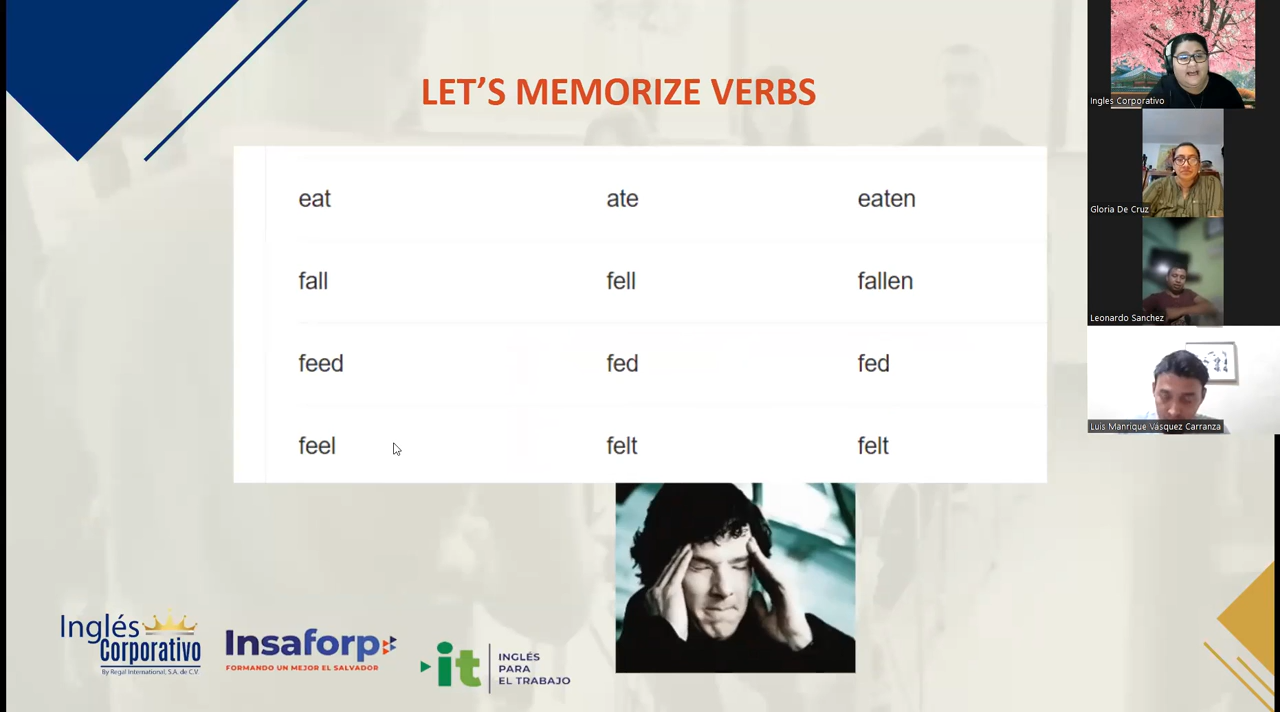 LET'S MEMORIZE VERBS
eat ate eaten
fall fell fallen
feed fed fed
feel felt felt
Inglés
Corporativo
By Regal International, S.A. de C.V.
Insaforp
FORMANDO UN MEJOR EL SALVADOR
it
INGLÉS
PARA
EL TRABAJO
Ingles Corporativo
Gloria De Cruz
Leonardo Sanchez
Luis Manrique Vásquez Carranza